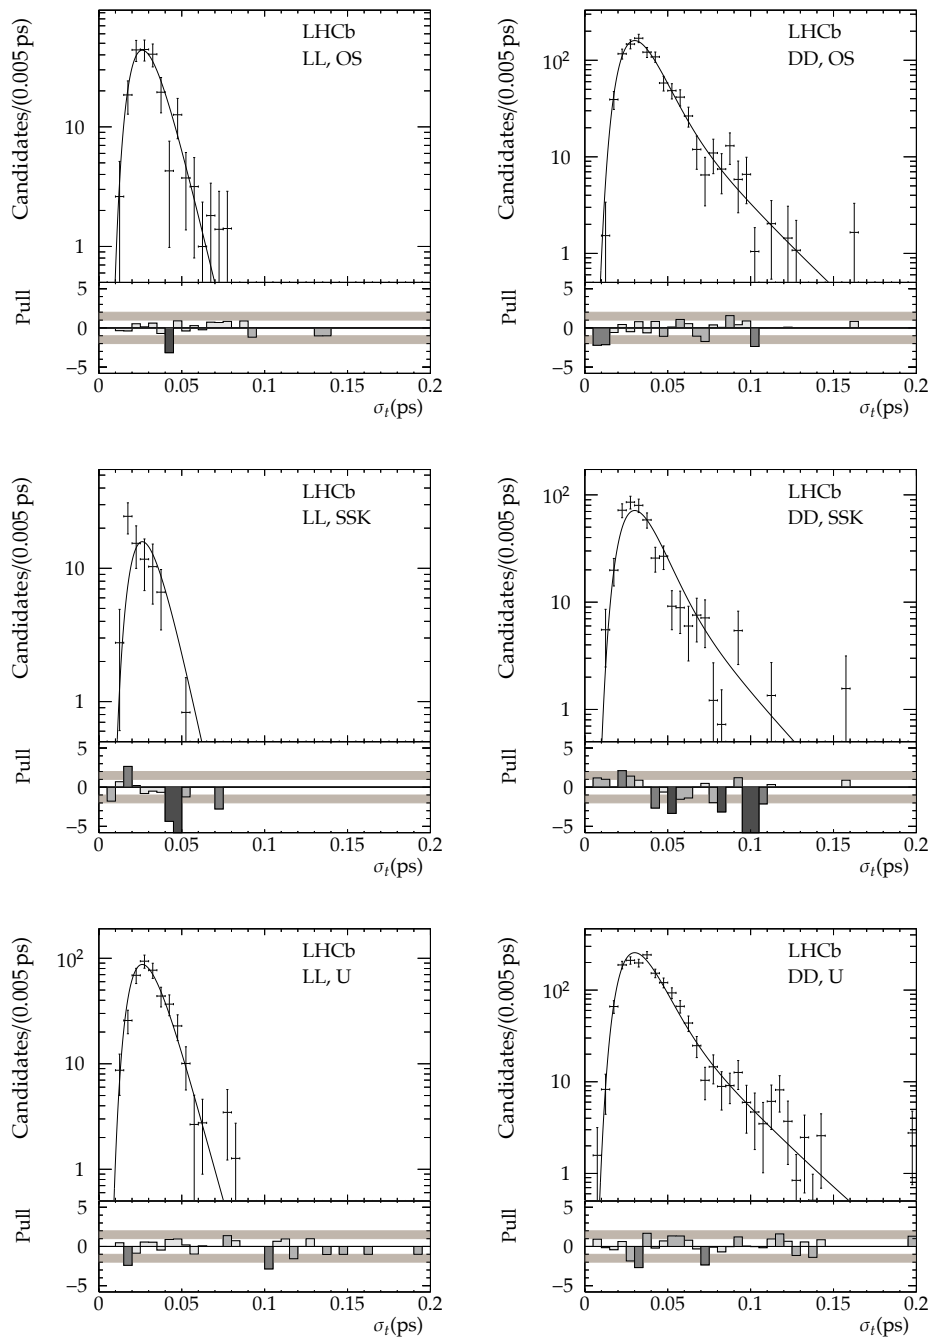 Candidates/(0.005 ps)
10
1
LHCb
LL, OS
Pull
5
0
−5
0
0.05
0.1
0.15
0.2
σt(ps)
Candidates/(0.005 ps)
10²
10
1
LHCb
DD, OS
Pull
5
0
−5
0
0.05
0.1
0.15
0.2
σt(ps)
Candidates/(0.005 ps)
10
1
LHCb
LL, SSK
Pull
5
0
−5
0
0.05
0.1
0.15
0.2
σt(ps)
Candidates/(0.005 ps)
10²
10
1
LHCb
DD, SSK
Pull
5
0
−5
0
0.05
0.1
0.15
0.2
σt(ps)
Candidates/(0.005 ps)
10²
10
1
LHCb
LL, U
Pull
5
0
−5
0
0.05
0.1
0.15
0.2
σt(ps)
Candidates/(0.005 ps)
10²
10
1
LHCb
DD, U
Pull
5
0
−5
0
0.05
0.1
0.15
0.2
σt(ps)